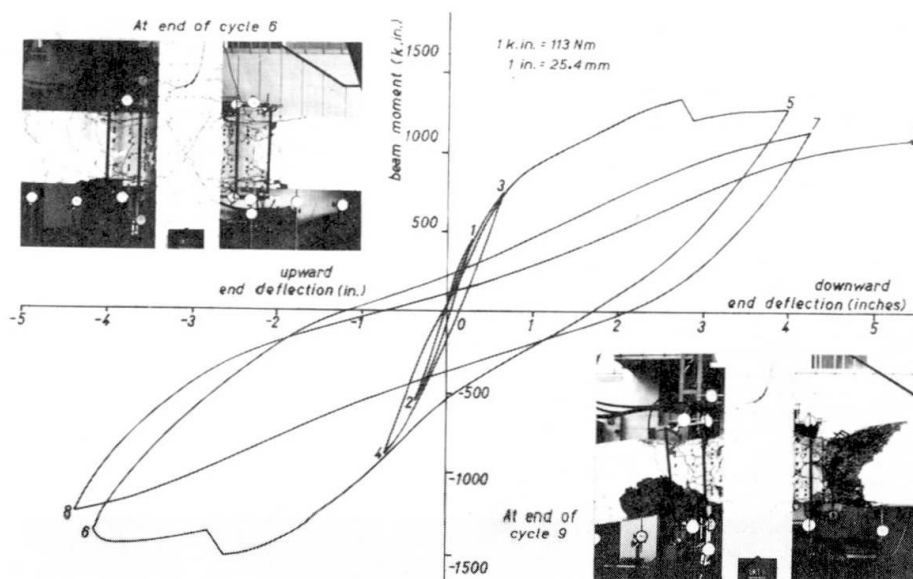 At end of cycle 6
1 k.in. = 113 Nm
1 in. = 25.4 mm
beam moment (k.in.)
1500
1000
500
-500
-1000
-1500
upward
end deflection (in.)
downward
end deflection (inches)
-5
-4
-3
-2
-1
0
1
2
3
4
5
1
2
3
4
5
6
7
8
At end of
cycle 9